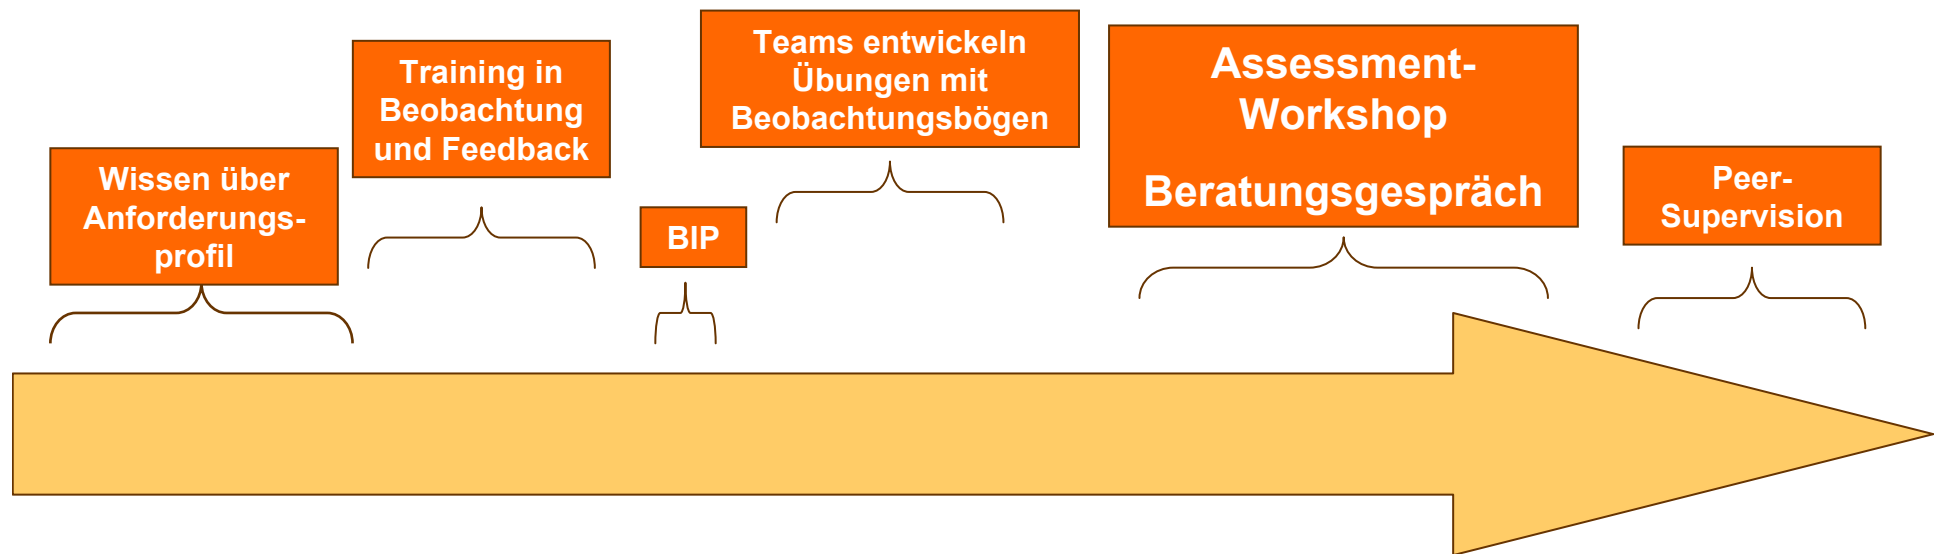 Wissen über
Anforderungs-
profil
Training in
Beobachtung
und Feedback
BIP
Teams entwickeln
Übungen mit
Beobachtungsbögen
Assessment-
Workshop
Beratungsgespräch
Peer-
Supervision